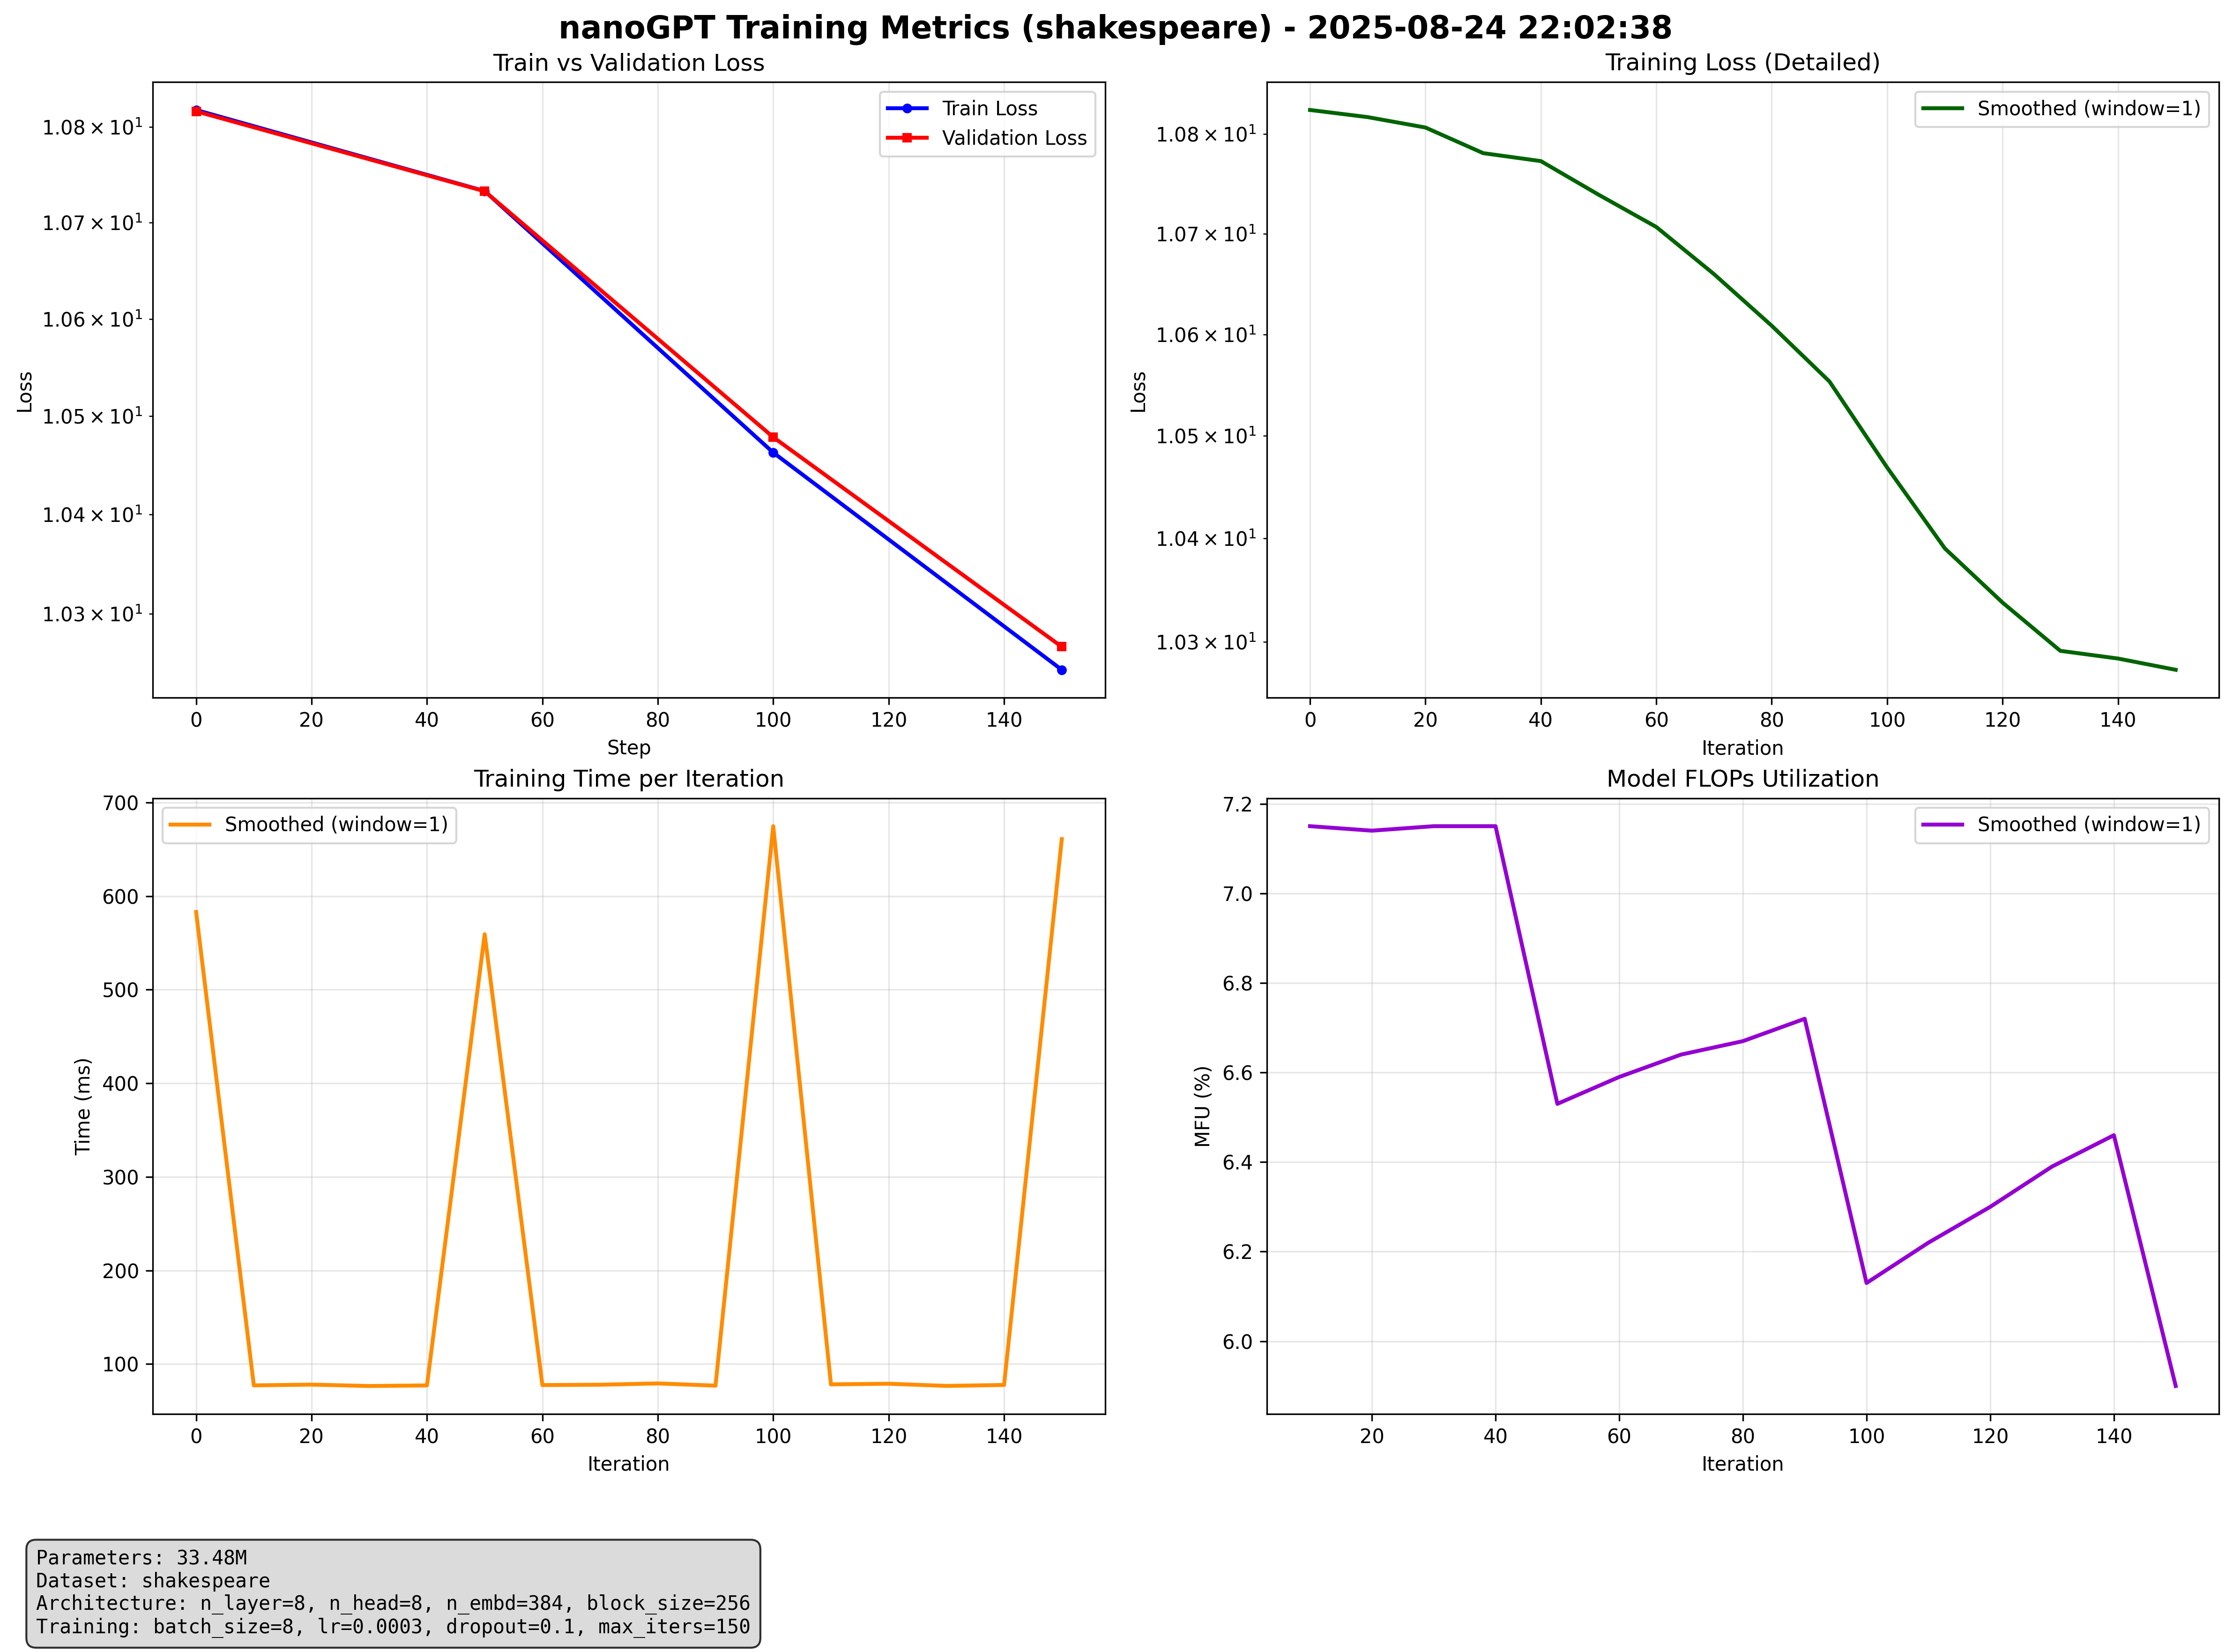 nanoGPT Training Metrics (shakespeare) - 2025-08-24 22:02:38
Train vs Validation Loss
Train Loss
Validation Loss
1.08 × 10¹
1.07 × 10¹
1.06 × 10¹
1.05 × 10¹
1.04 × 10¹
1.03 × 10¹
Loss
0 20 40 60 80 100 120 140
Step
Training Loss (Detailed)
Smoothed (window=1)
1.08 × 10¹
1.07 × 10¹
1.06 × 10¹
1.05 × 10¹
1.04 × 10¹
1.03 × 10¹
Loss
0 20 40 60 80 100 120 140
Iteration
Training Time per Iteration
Smoothed (window=1)
700
600
500
400
300
200
100
Time (ms)
0 20 40 60 80 100 120 140
Iteration
Model FLOPs Utilization
Smoothed (window=1)
7.2
7.0
6.8
6.6
6.4
6.2
6.0
MFU (%)
20 40 60 80 100 120 140
Iteration
Parameters: 33.48M
Dataset: shakespeare
Architecture: n_layer=8, n_head=8, n_embd=384, block_size=256
Training: batch_size=8, lr=0.0003, dropout=0.1, max_iters=150